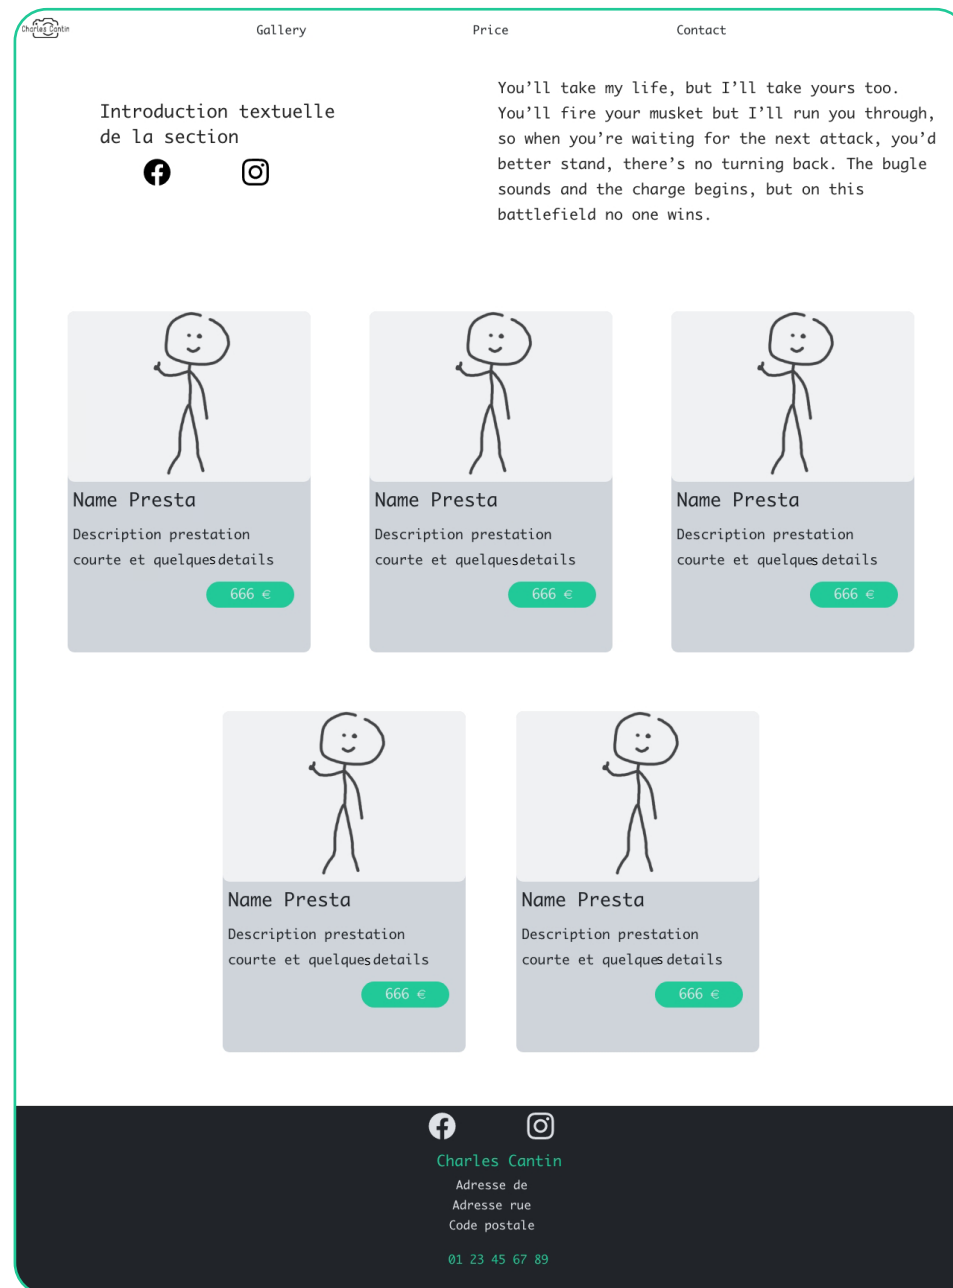 Charles Cantin
Gallery
Price
Contact
Introduction textuelle
de la section
You’ll take my life, but I’ll take yours too.
You’ll fire your musket but I’ll run you through,
so when you’re waiting for the next attack, you’d
better stand, there’s no turning back. The bugle
sounds and the charge begins, but on this
battlefield no one wins.
Name Presta
Description prestation
courte et quelques details
666 €
Name Presta
Description prestation
courte et quelques details
666 €
Name Presta
Description prestation
courte et quelques details
666 €
Name Presta
Description prestation
courte et quelques details
666 €
Name Presta
Description prestation
courte et quelques details
666 €
Charles Cantin
Adresse de
Adresse rue
Code postale
01 23 45 67 89